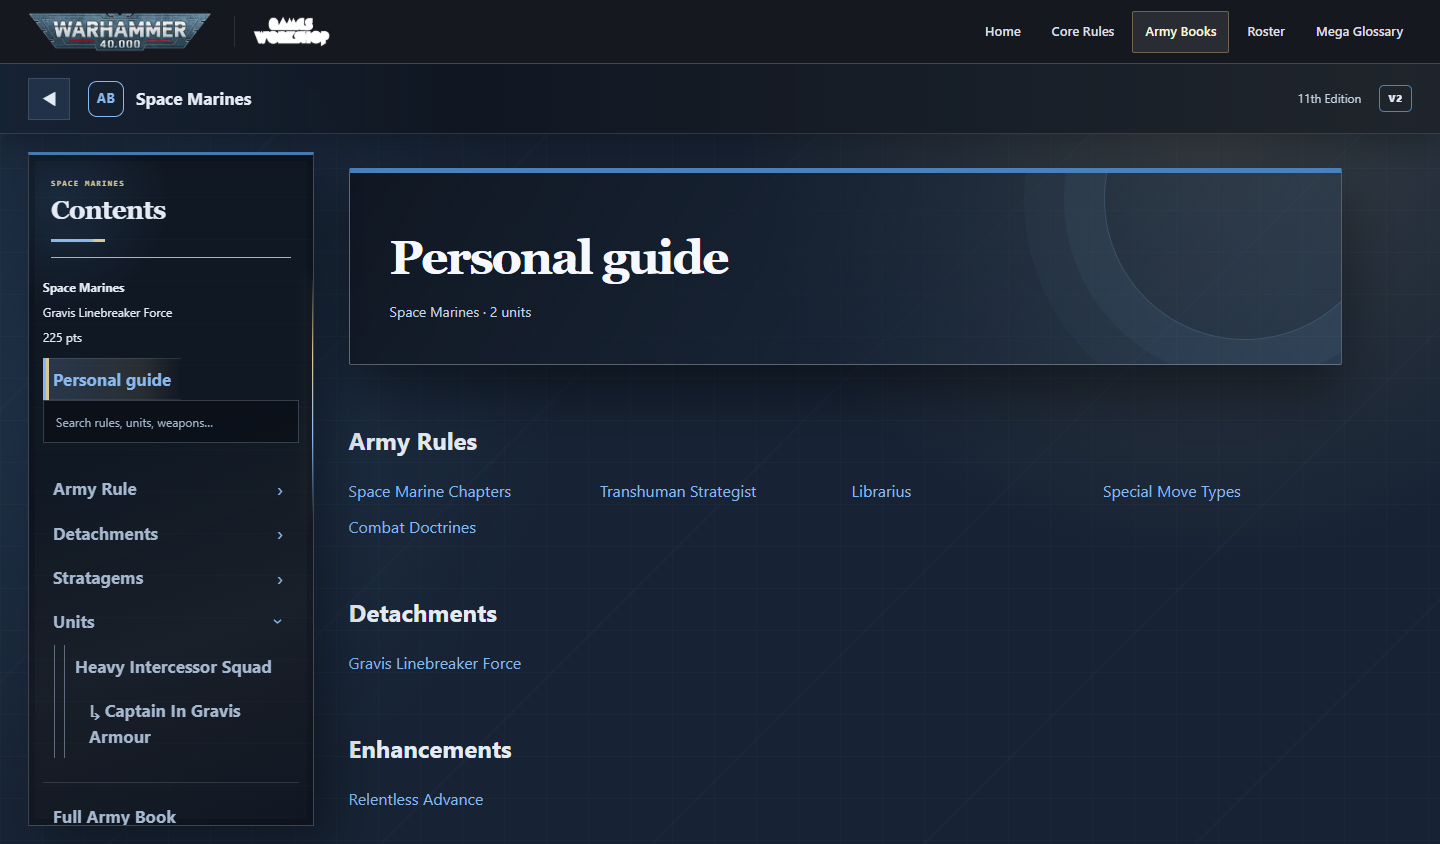 WARHAMMER
40,000
GAMES
WORKSHOP
Home
Core Rules
Army Books
Roster
Mega Glossary
◀
AB
Space Marines
11th Edition
V2
SPACE MARINES
Contents
Space Marines
Gravis Linebreaker Force
225 pts
Personal guide
Search rules, units, weapons...
Army Rule ›
Detachments ›
Stratagems ›
Units
Heavy Intercessor Squad
↳ Captain In Gravis
Armour
Full Army Book
Personal guide
Space Marines · 2 units
Army Rules
Space Marine Chapters
Transhuman Strategist
Librarius
Special Move Types
Combat Doctrines
Detachments
Gravis Linebreaker Force
Enhancements
Relentless Advance